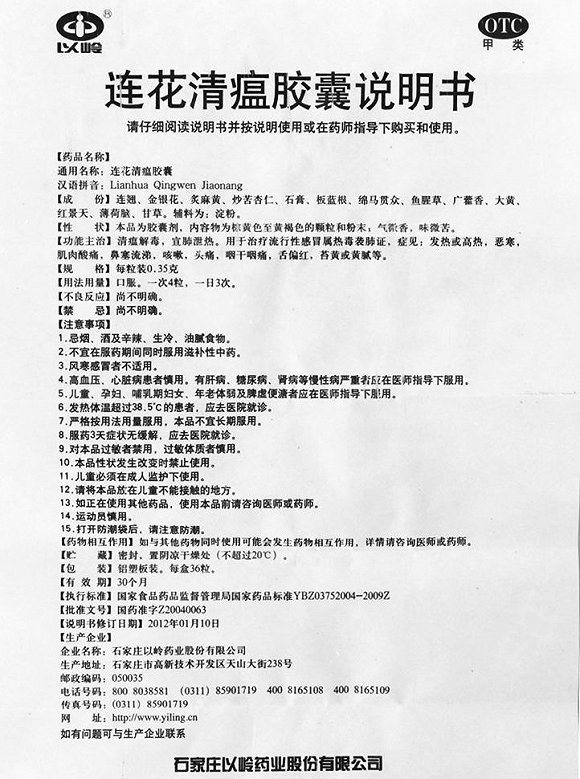 以岭
®
OTC
甲 类
连花清瘟胶囊说明书
请仔细阅读说明书并按说明使用或在药师指导下购买和使用。
【药品名称】
通用名称：连花清瘟胶囊
汉语拼音：Lianhua Qingwen Jiaonang
【成　份】连翘、金银花、炙麻黄、炒苦杏仁、石膏、板蓝根、绵马贯众、鱼腥草、广藿香、大黄、
红景天、薄荷脑、甘草。辅料为：淀粉。
【性　状】本品为胶囊剂，内容物为棕黄色至黄褐色的颗粒和粉末；气微香，味微苦。
【功能主治】清瘟解毒，宣肺泄热。用于治疗流行性感冒属热毒袭肺证，症见：发热或高热，恶寒，
肌肉酸痛，鼻塞流涕，咳嗽，头痛，咽干咽痛，舌偏红，苔黄或黄腻等。
【规　格】每粒装0.35克
【用法用量】口服。一次4粒，一日3次。
【不良反应】尚不明确。
【禁　忌】尚不明确。
【注意事项】
1.忌烟、酒及辛辣、生冷、油腻食物。
2.不宜在服药期间同时服用滋补性中药。
3.风寒感冒者不适用。
4.高血压、心脏病患者慎用。有肝病、糖尿病、肾病等慢性病严重者应在医师指导下服用。
5.儿童、孕妇、哺乳期妇女、年老体弱及脾虚便溏者应在医师指导下服用。
6.发热体温超过38.5℃的患者，应去医院就诊。
7.严格按用法用量服用，本品不宜长期服用。
8.服药3天症状无缓解，应去医院就诊。
9.对本品过敏者禁用，过敏体质者慎用。
10.本品性状发生改变时禁止使用。
11.儿童必须在成人监护下使用。
12.请将本品放在儿童不能接触的地方。
13.如正在使用其他药品，使用本品前请咨询医师或药师。
14.运动员慎用。
15.打开防潮袋后，请注意防潮。
【药物相互作用】如与其他药物同时使用可能会发生药物相互作用，详情请咨询医师或药师。
【贮　藏】密封，置阴凉干燥处（不超过20℃）。
【包　装】铝塑板装。每盒36粒。
【有 效 期】30个月
【执行标准】国家食品药品监督管理局国家药品标准YBZ03752004-2009Z
【批准文号】国药准字Z20040063
【说明书修订日期】2012年01月10日
【生产企业】
企业名称：石家庄以岭药业股份有限公司
生产地址：石家庄市高新技术开发区天山大街238号
邮政编码：050035
电话号码：800 8038581 (0311) 85901719 400 8165108 400 8165109
传真号码：(0311) 85901719
网　址：http://www.yiling.cn
如有问题可与生产企业联系
石家庄以岭药业股份有限公司